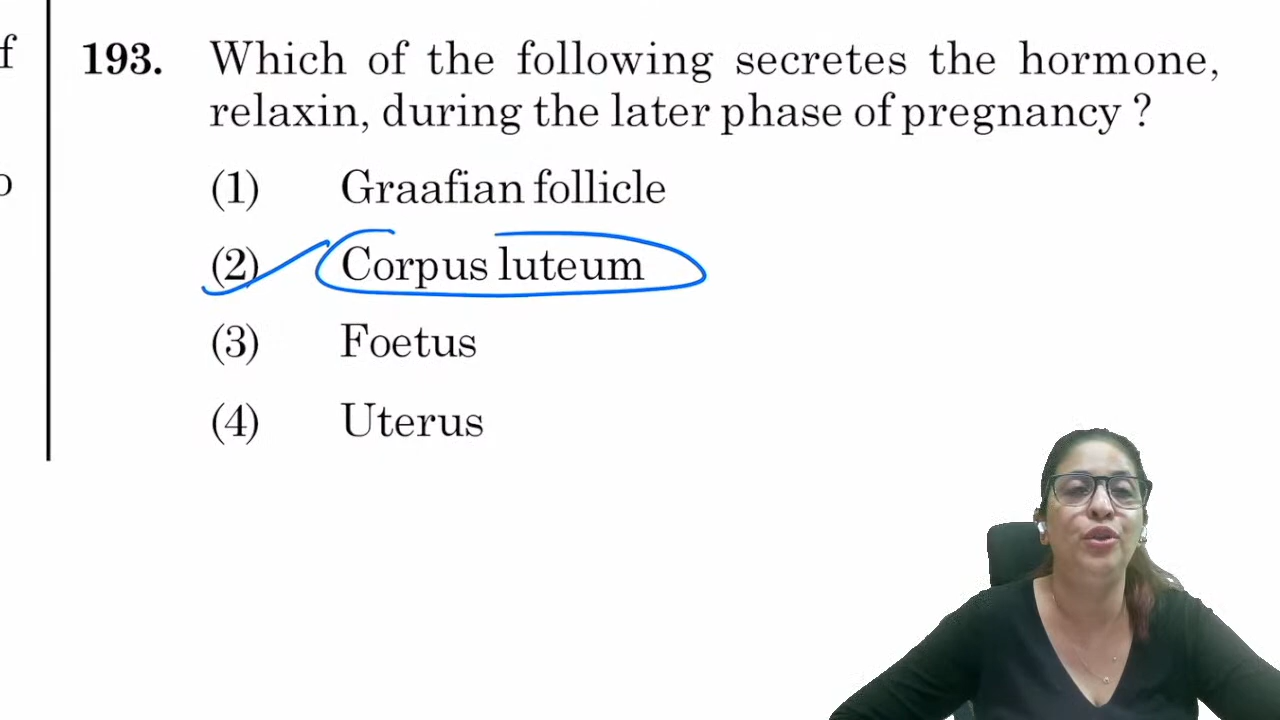 f
o
193. Which of the following secretes the hormone,
relaxin, during the later phase of pregnancy ?
(1) Graafian follicle
(2) Corpus luteum
(3) Foetus
(4) Uterus